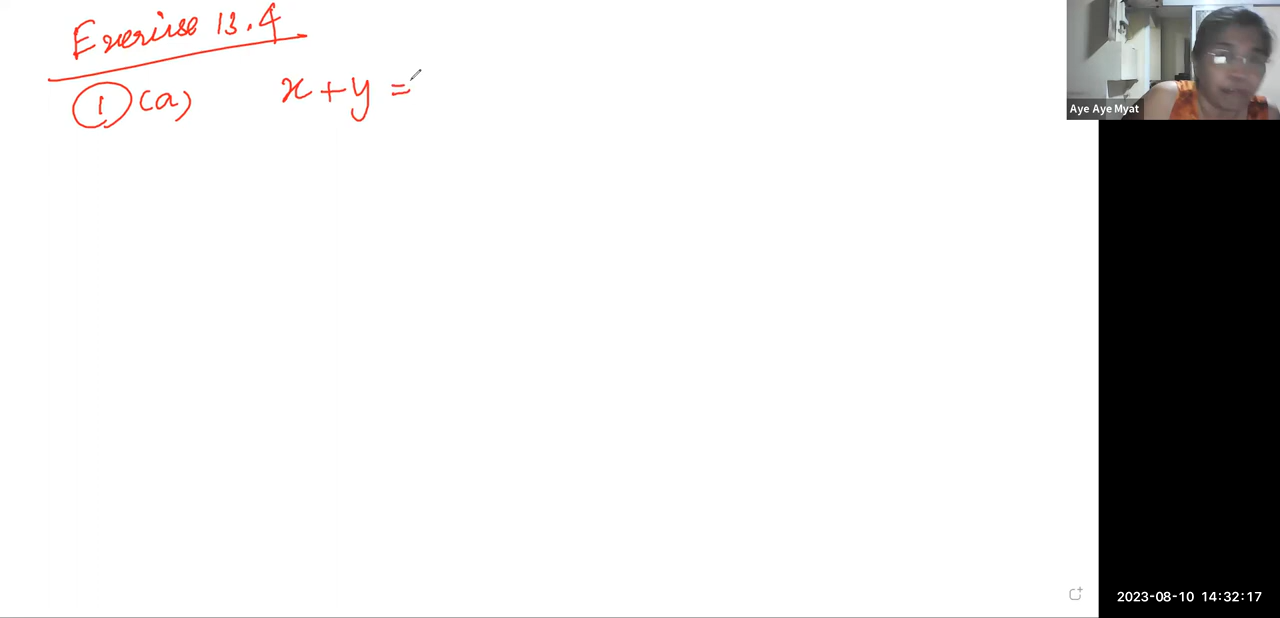 Exercise 13.4
① (a) x + y =
Aye Aye Myat
2023-08-10 14:32:17